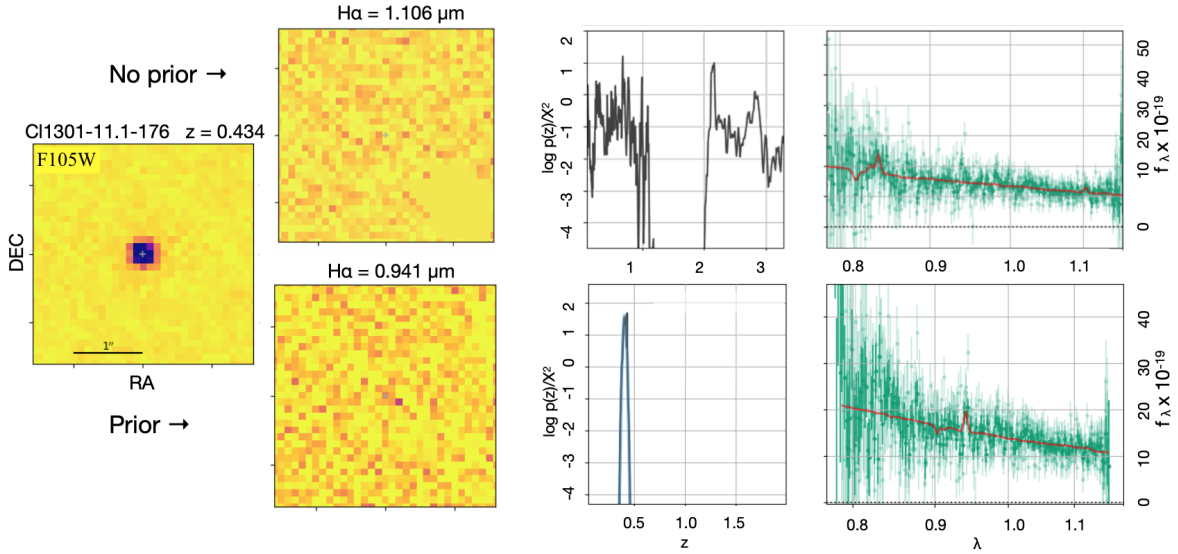 Hα = 1.106 μm
No prior →
Cl1301-11.1-176 z = 0.434
F105W
DEC
1"
RA
Hα = 0.941 μm
Prior →
log p(z)/X²
2
1
0
-1
-2
-3
-4
1 2 3
50
40
30
20
10
0
f λ x 10⁻¹⁹
0.8 0.9 1.0 1.1
log p(z)/X²
2
1
0
-1
-2
-3
-4
0.5 1.0 1.5
z
40
30
20
10
0
f λ x 10⁻¹⁹
0.8 0.9 1.0 1.1
λ